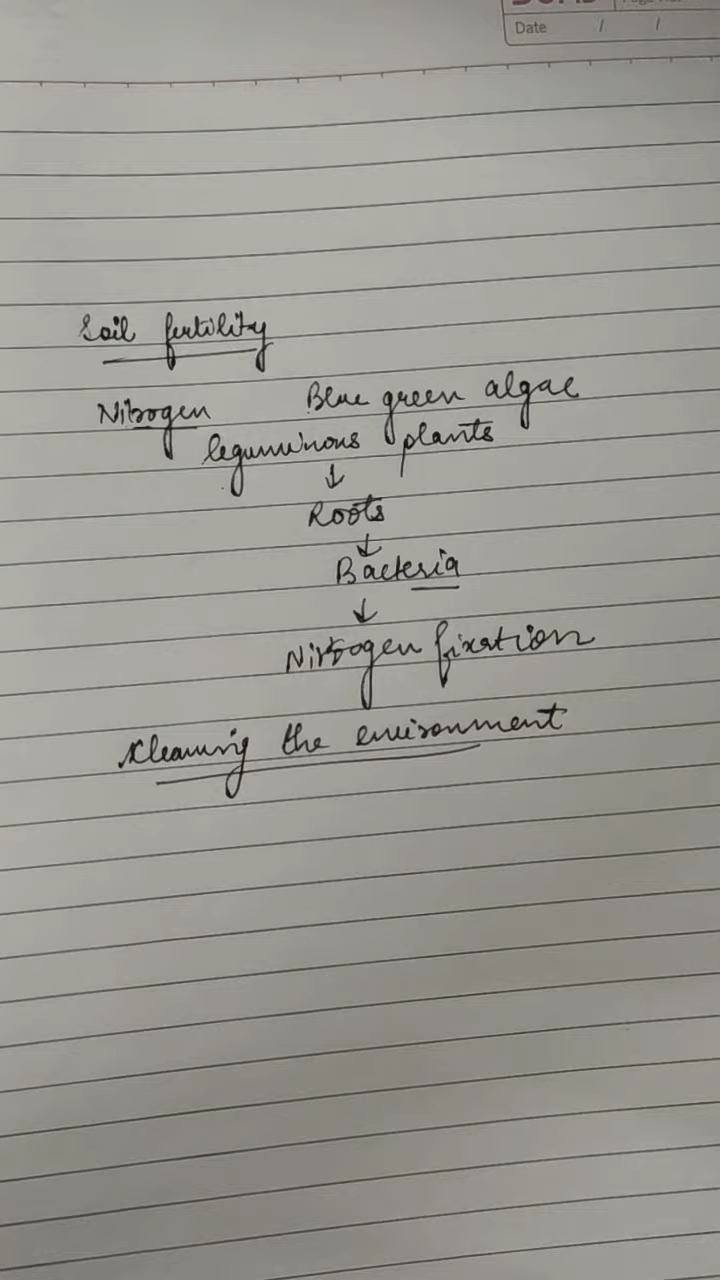 Date / /
Soil fertility
Nitrogen Blue green algae
leguminous plants
↓
Roots
↓
Bacteria
↓
Nitrogen fixation
Cleaning the environment